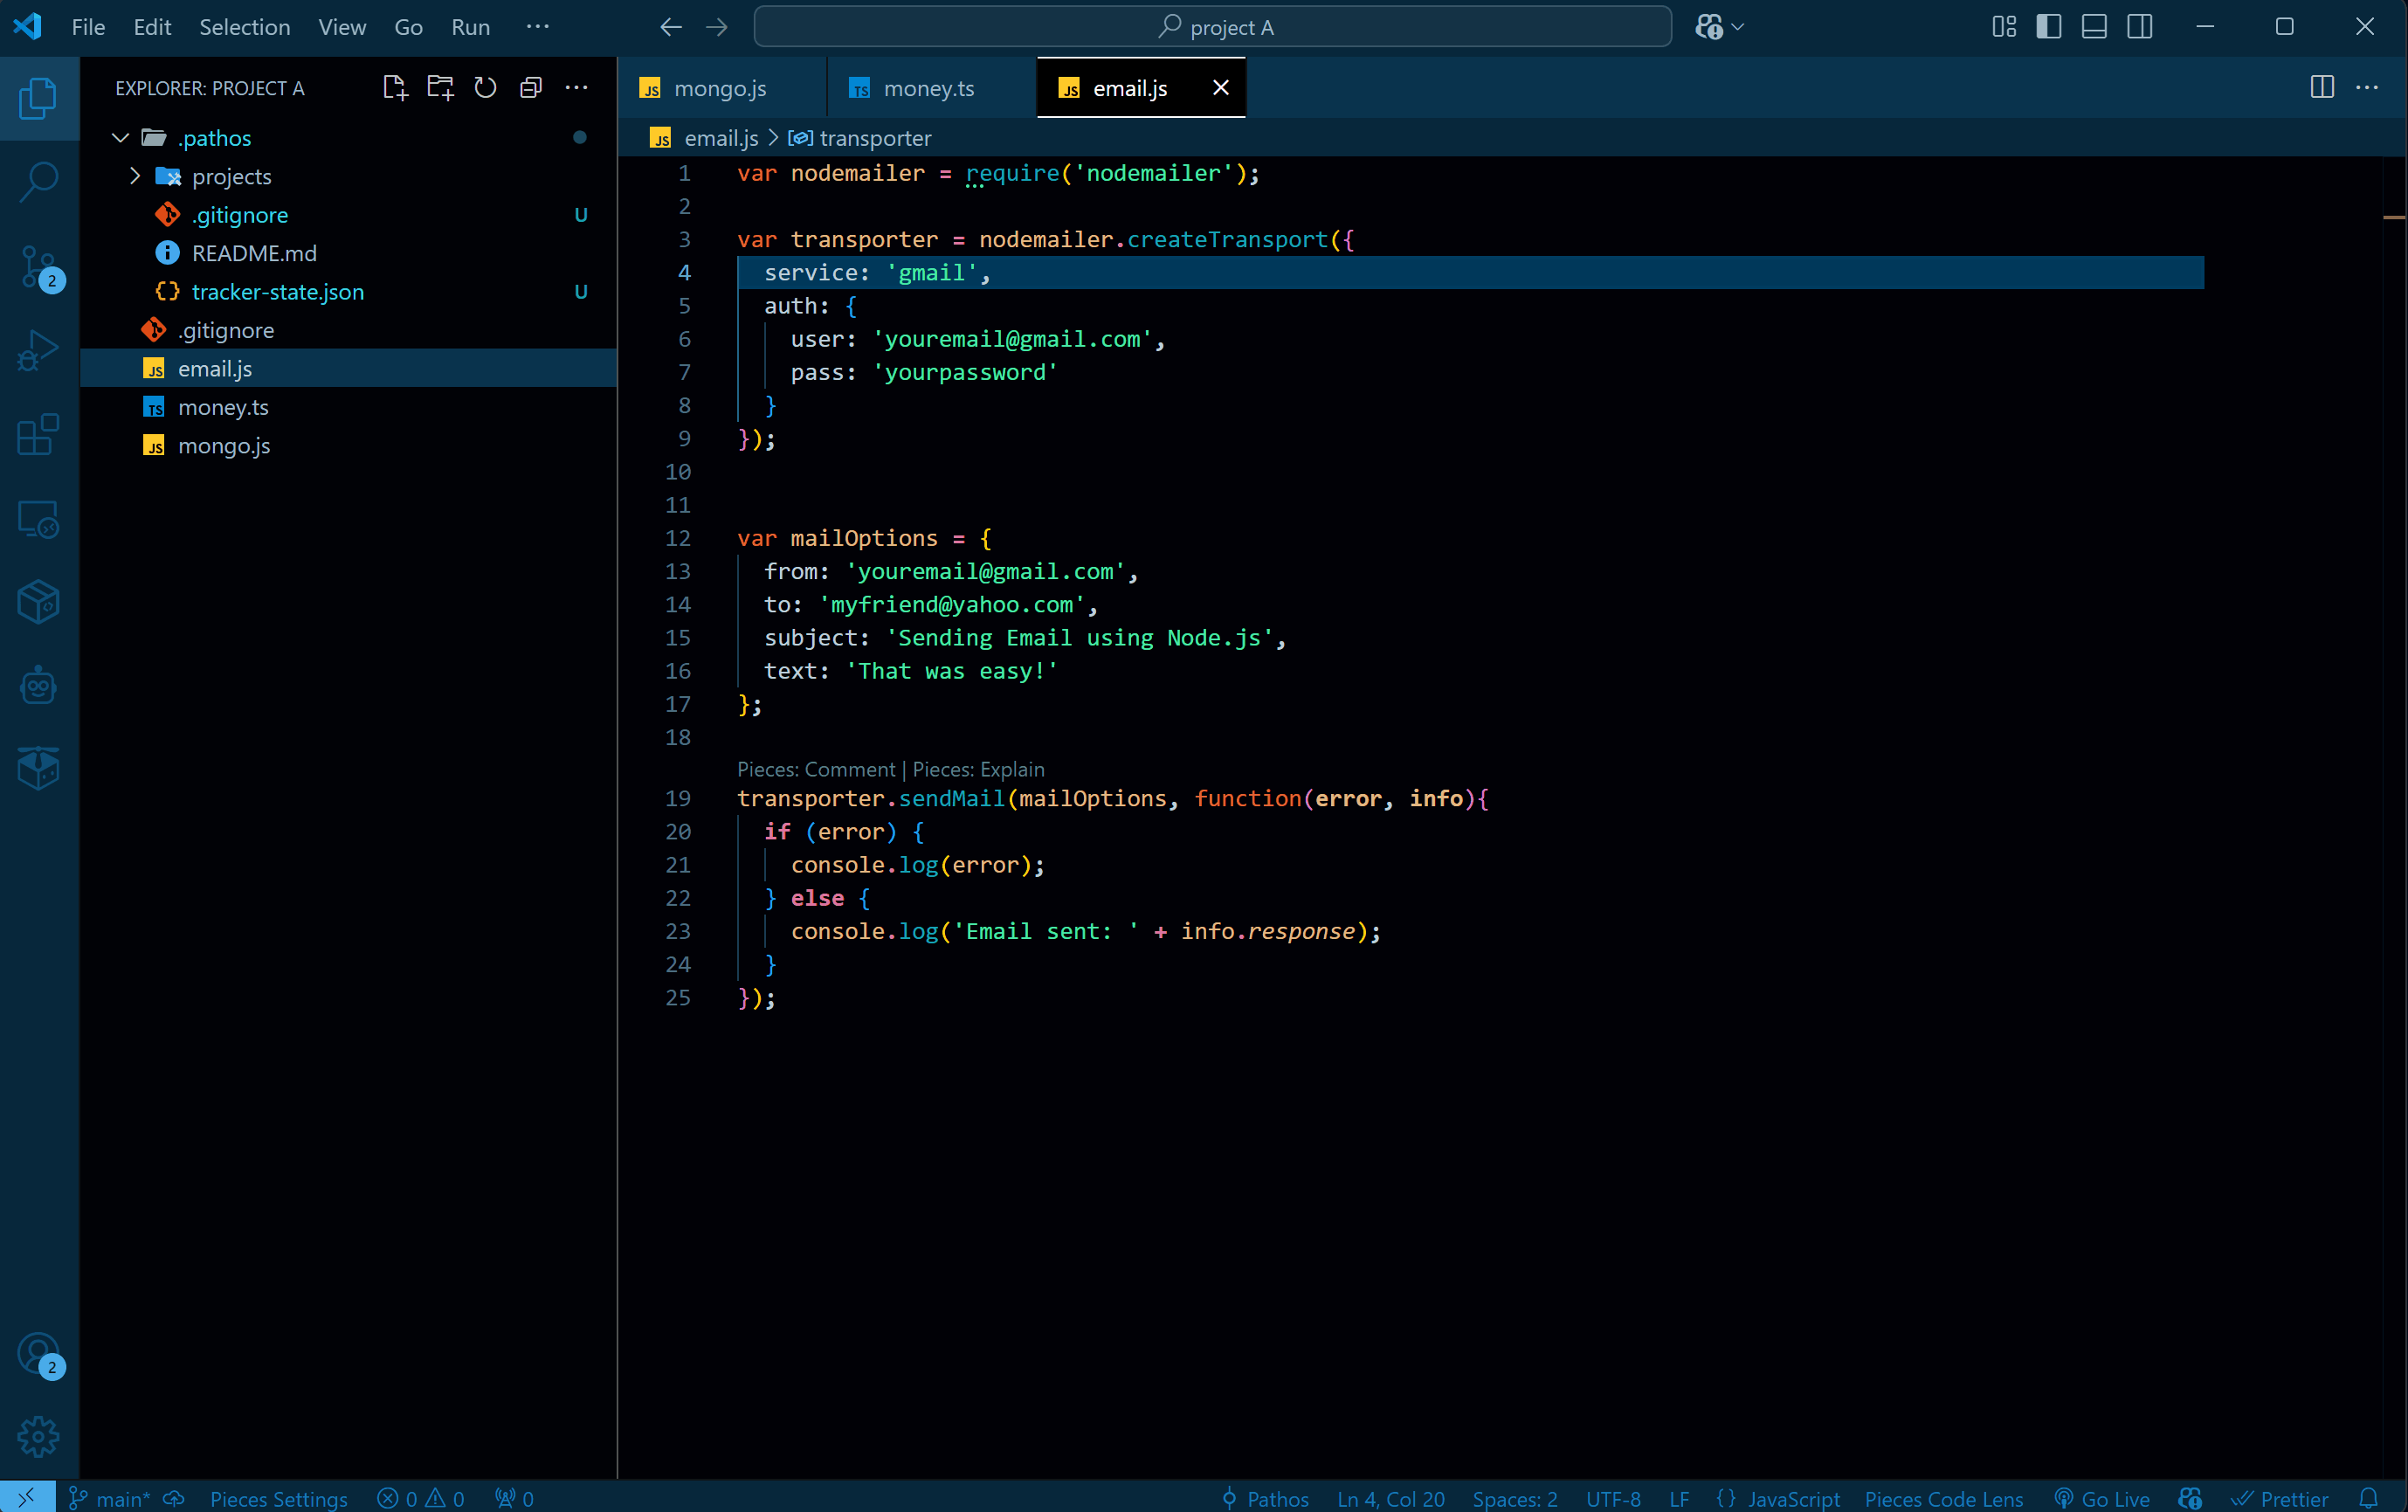 File Edit Selection View Go Run ··· project A
EXPLORER: PROJECT A
.pathos
projects
.gitignore U
README.md
tracker-state.json U
.gitignore
email.js
money.ts
mongo.js
2
2
mongo.js money.ts email.js
email.js > transporter
1 var nodemailer = require('nodemailer');
2
3 var transporter = nodemailer.createTransport({
4 service: 'gmail',
5 auth: {
6 user: 'youremail@gmail.com',
7 pass: 'yourpassword'
8 }
9 });
10
11
12 var mailOptions = {
13 from: 'youremail@gmail.com',
14 to: 'myfriend@yahoo.com',
15 subject: 'Sending Email using Node.js',
16 text: 'That was easy!'
17 };
18
Pieces: Comment | Pieces: Explain
19 transporter.sendMail(mailOptions, function(error, info){
20 if (error) {
21 console.log(error);
22 } else {
23 console.log('Email sent: ' + info.response);
24 }
25 });
main* Pieces Settings 0 0 0 Pathos Ln 4, Col 20 Spaces: 2 UTF-8 LF {} JavaScript Pieces Code Lens Go Live Prettier